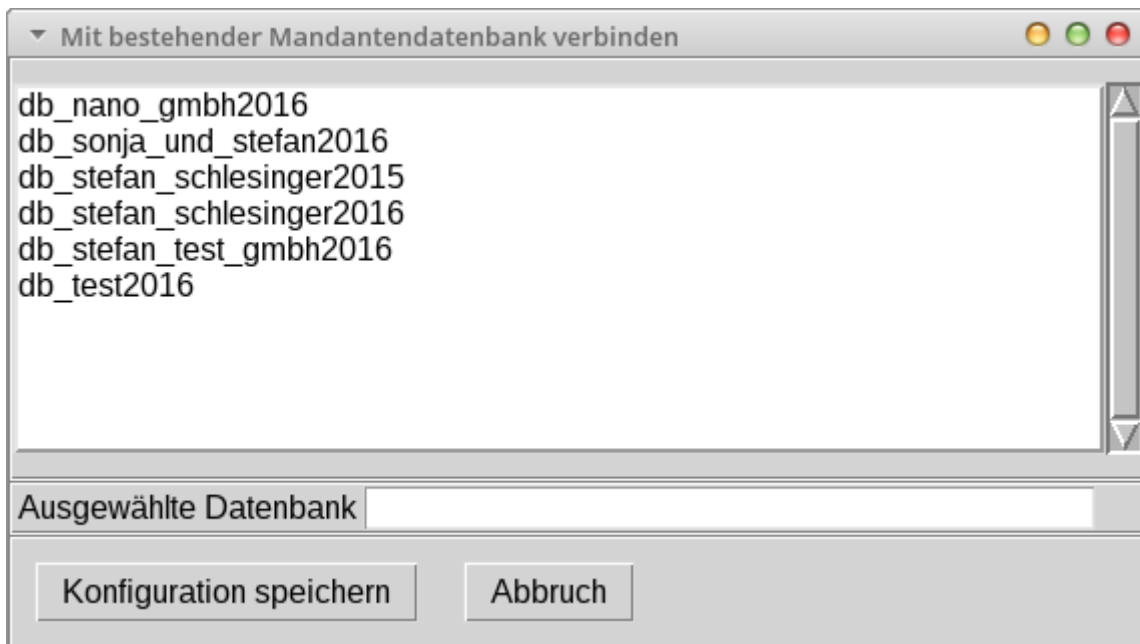 Mit bestehender Mandantendatenbank verbinden
db_nano_gmbh2016
db_sonja_und_stefan2016
db_stefan_schlesinger2015
db_stefan_schlesinger2016
db_stefan_test_gmbh2016
db_test2016
Ausgewählte Datenbank
Konfiguration speichern Abbruch